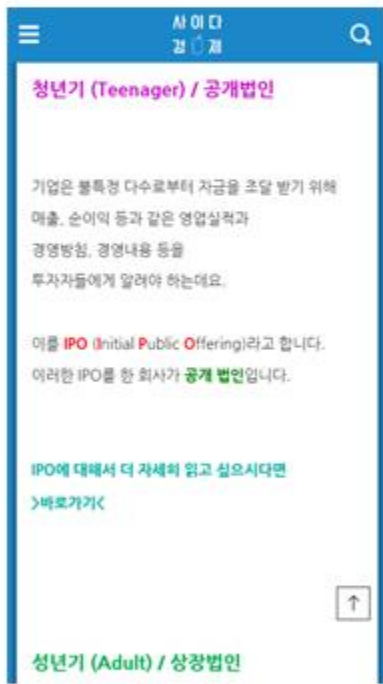 사이다
경제
청년기 (Teenager) / 공개법인
기업은 불특정 다수로부터 자금을 조달 받기 위해
매출, 순이익 등과 같은 영업실적과
경영방침, 경영내용 등을
투자자들에게 알려야 하는데요.
이를 IPO (Initial Public Offering)라고 합니다.
이러한 IPO를 한 회사가 공개 법인입니다.
IPO에 대해서 더 자세히 읽고 싶으시다면
>바로가기<
↑
성년기 (Adult) / 상장법인